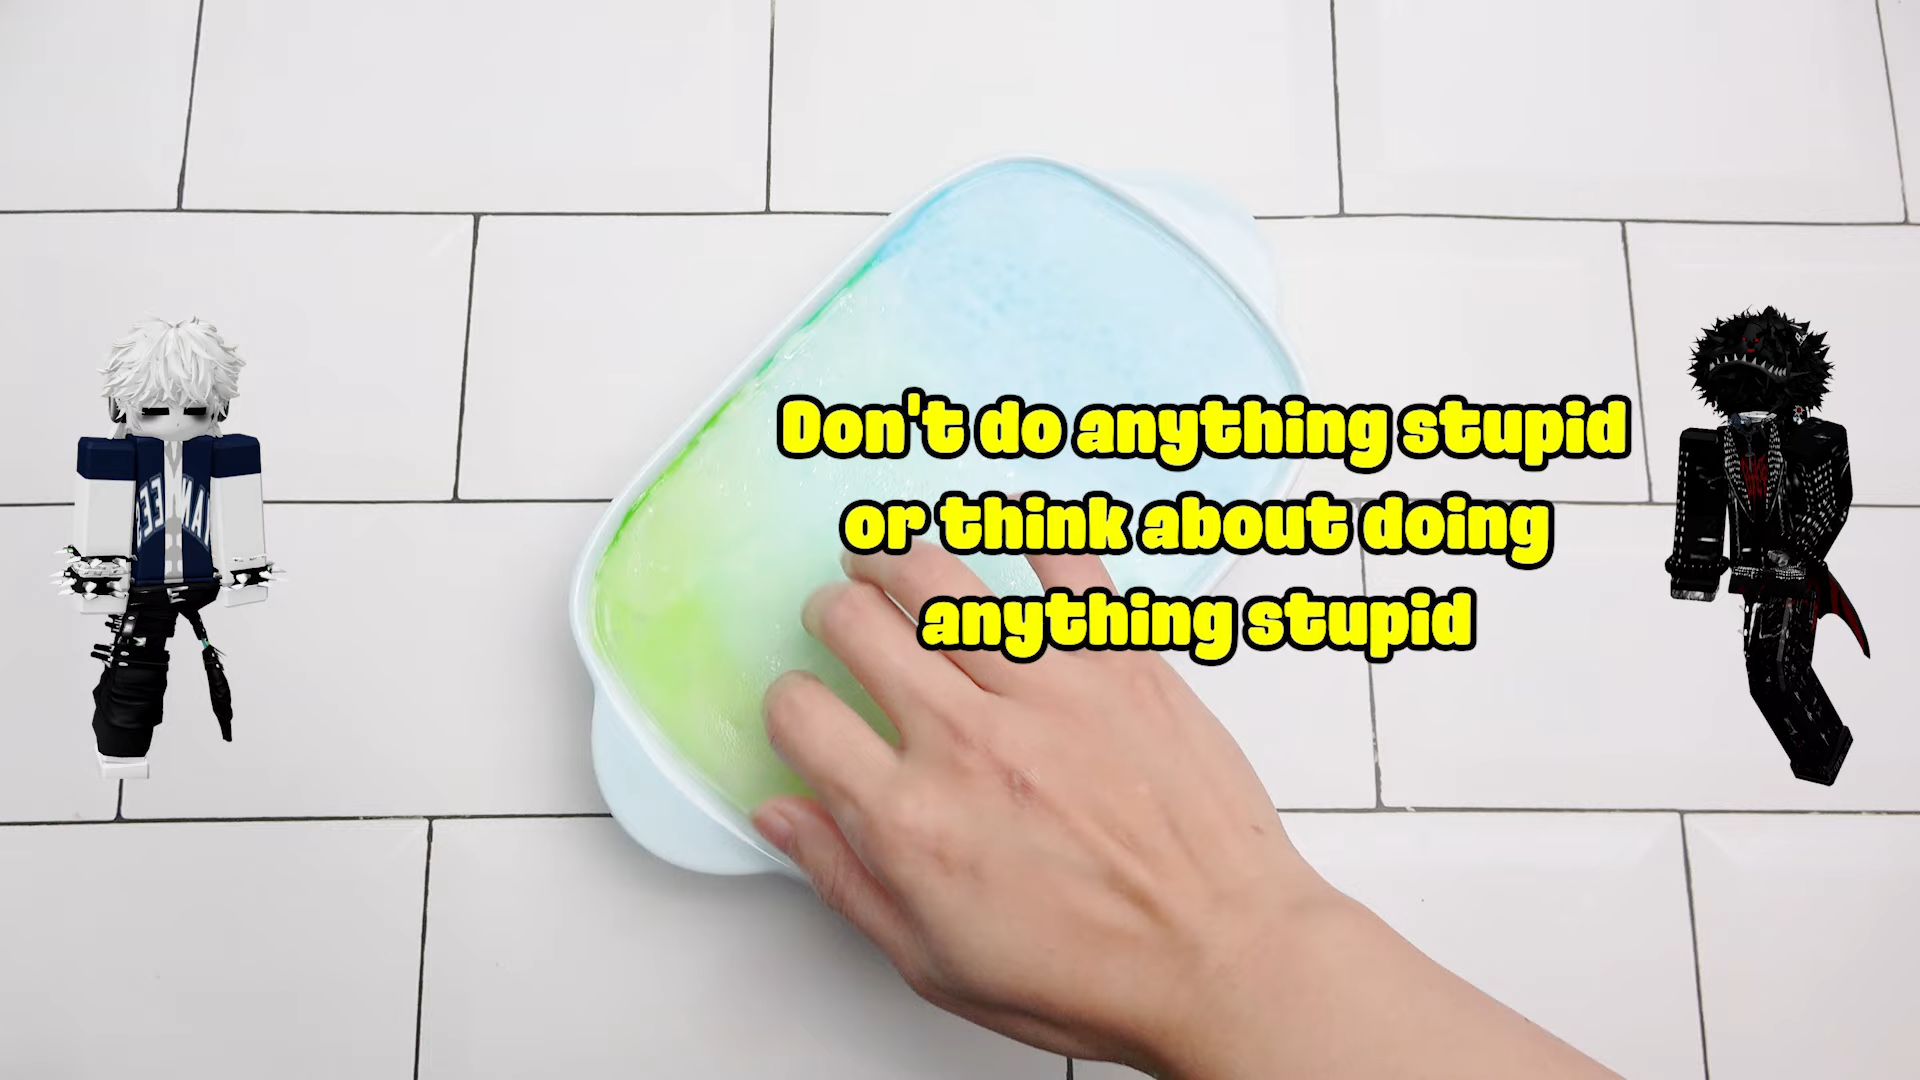 Don't do anything stupid
or think about doing
anything stupid